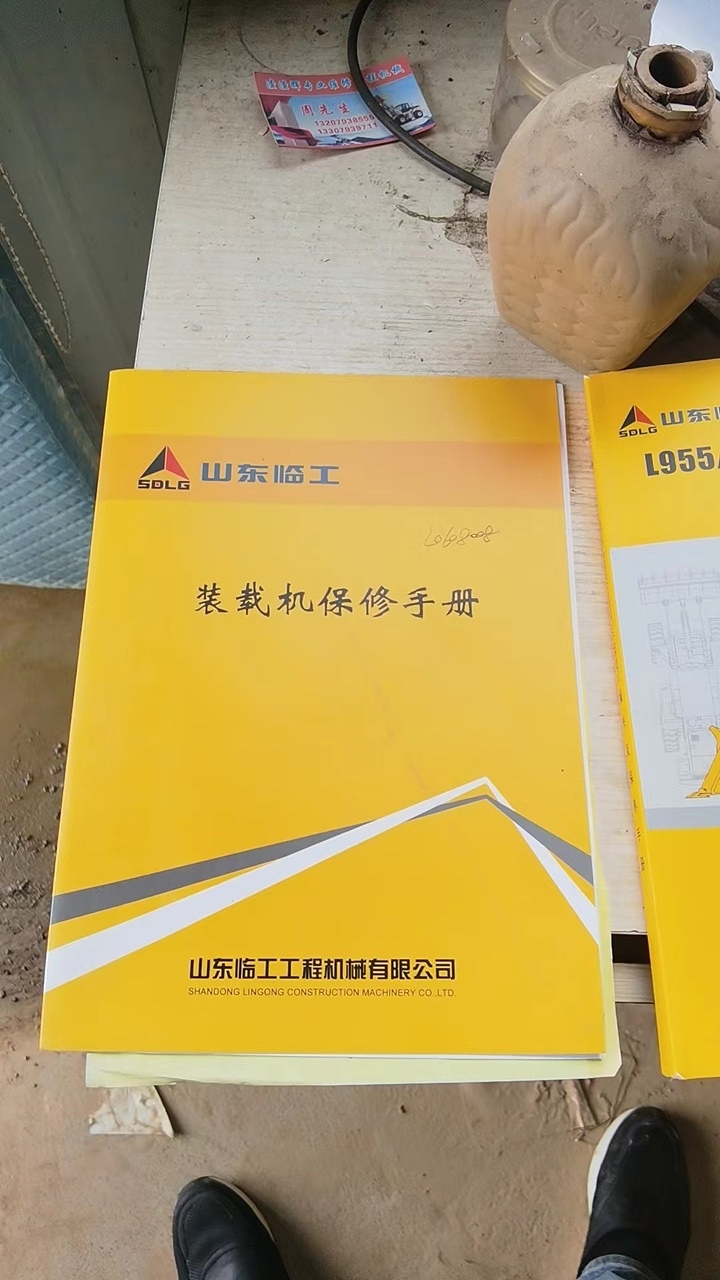 周先生
13207938555
13307939711
SDLG 山东临工
装载机保修手册
山东临工工程机械有限公司
SHANDONG LINGONG CONSTRUCTION MACHINERY CO.,LTD.
SDLG 山东临
L955